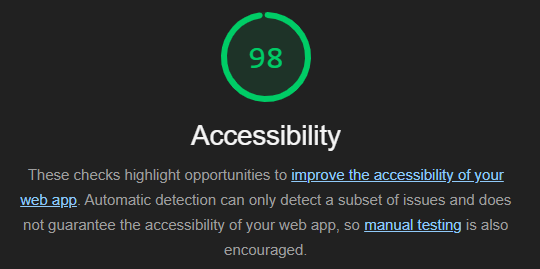 98
Accessibility
These checks highlight opportunities to improve the accessibility of your
web app. Automatic detection can only detect a subset of issues and does
not guarantee the accessibility of your web app, so manual testing is also
encouraged.